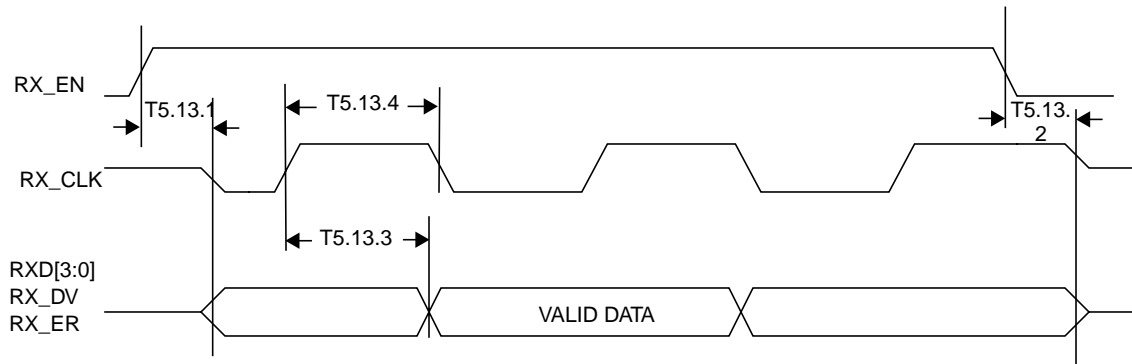 RX_EN
T5.13.1
T5.13.4
T5.13.
2
RX_CLK
T5.13.3
RXD[3:0]
RX_DV
RX_ER
VALID DATA